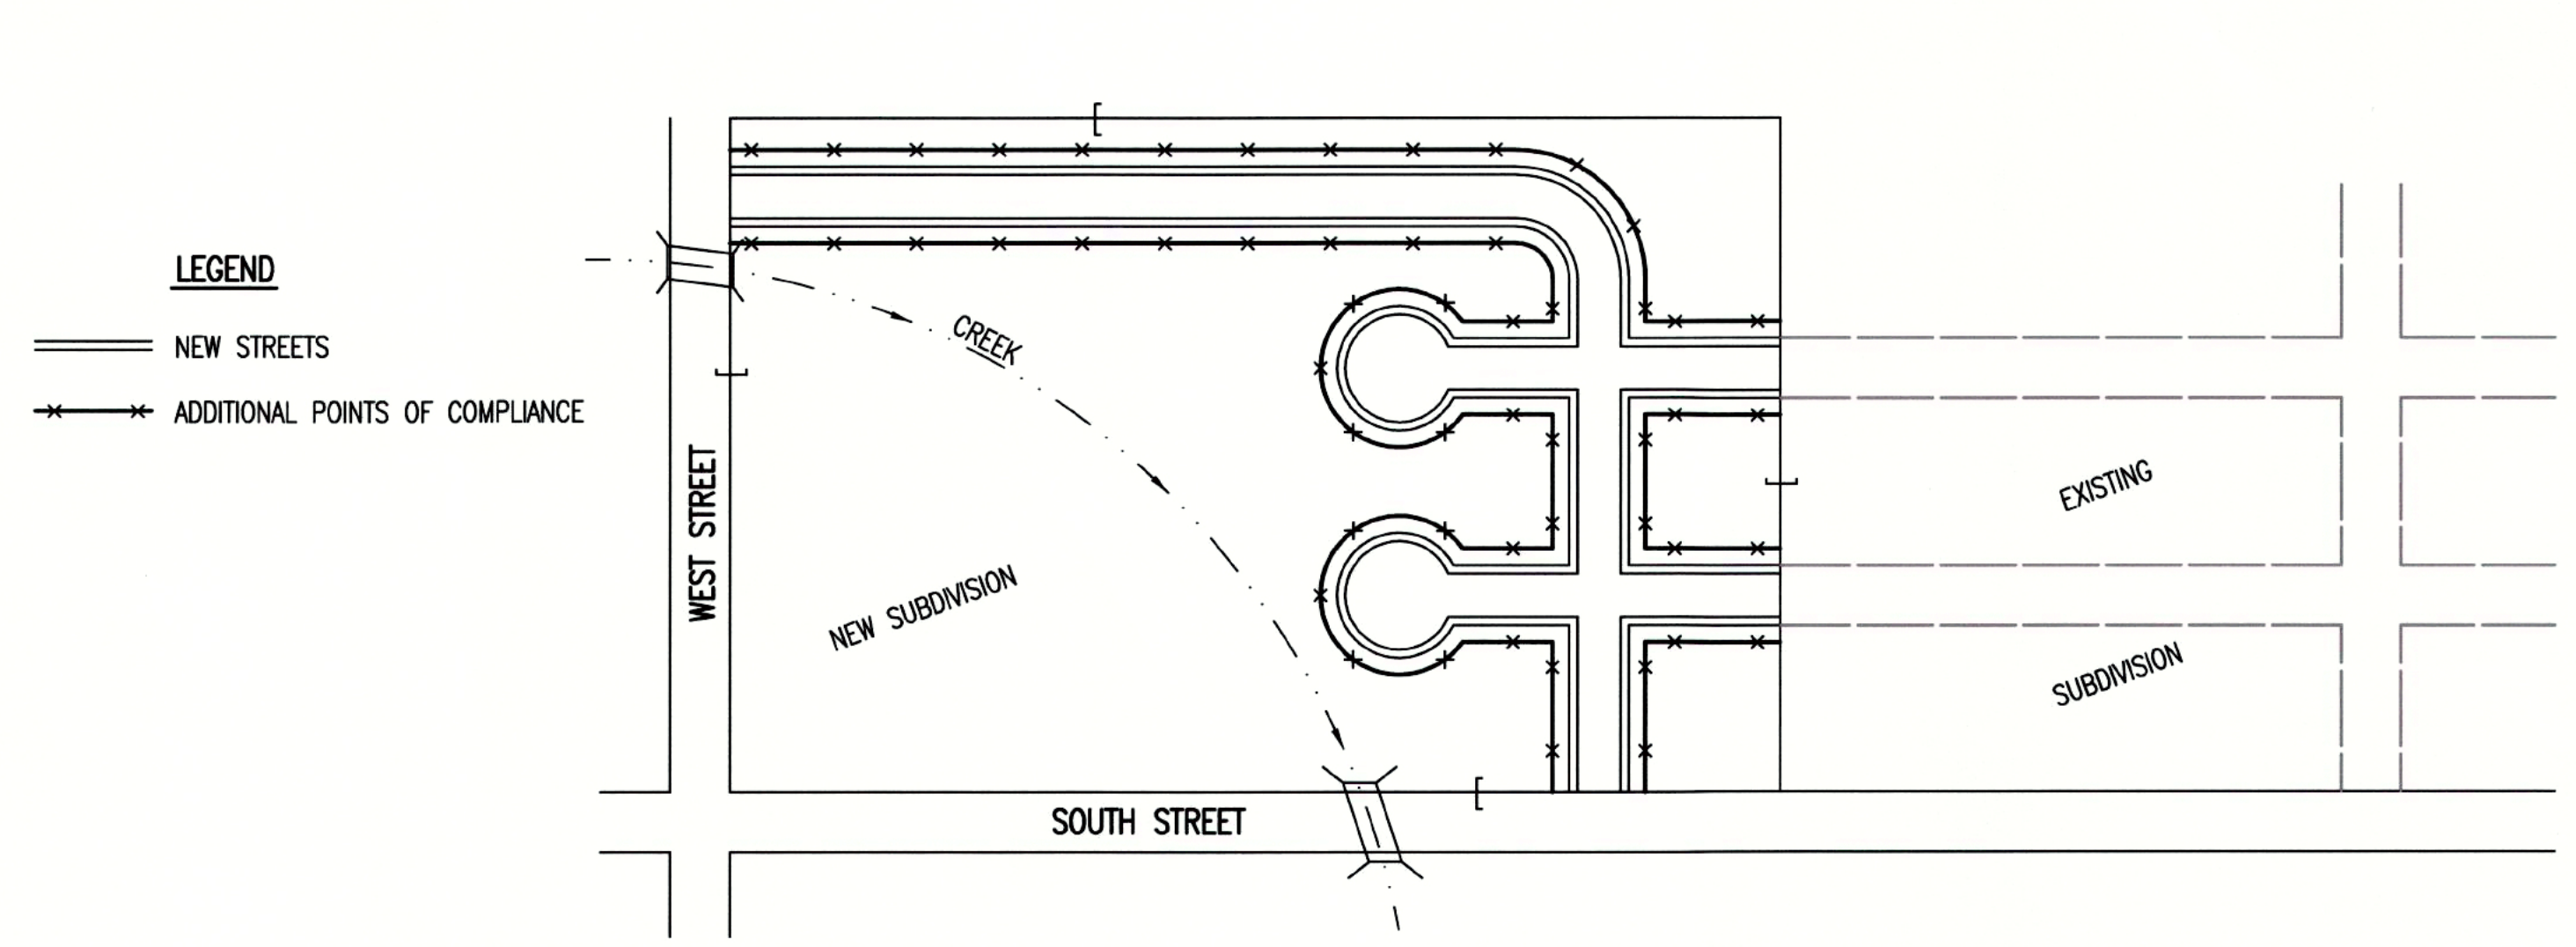 LEGEND
NEW STREETS
ADDITIONAL POINTS OF COMPLIANCE
CREEK
WEST STREET
NEW SUBDIVISION
SOUTH STREET
EXISTING
SUBDIVISION